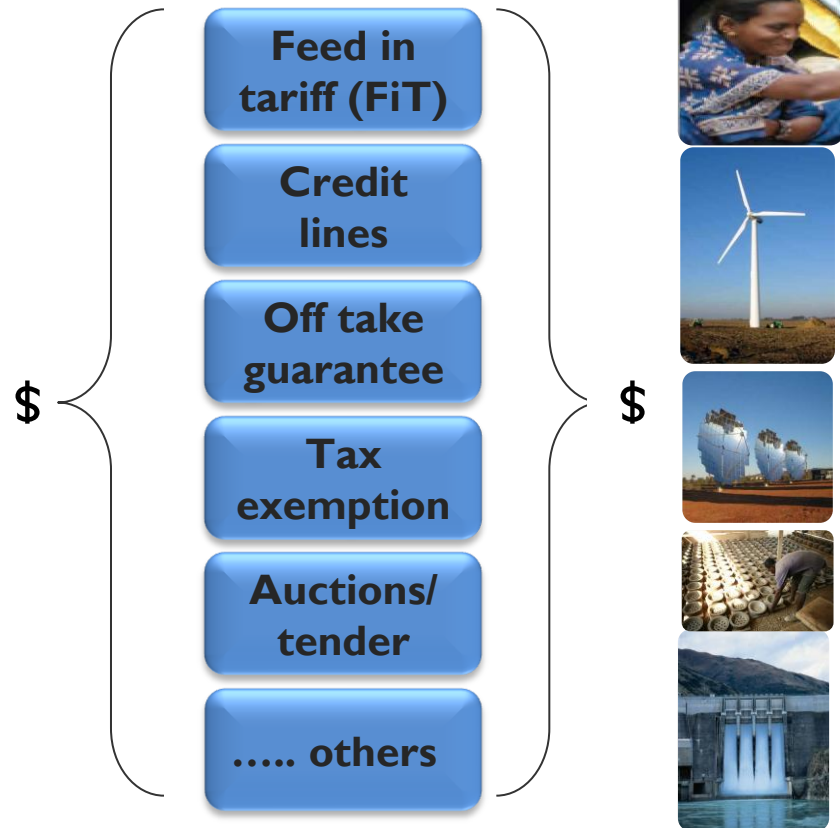 Feed in
tariff (FiT)
Credit
lines
Off take
guarantee
$
$
Tax
exemption
Auctions/
tender
..... others